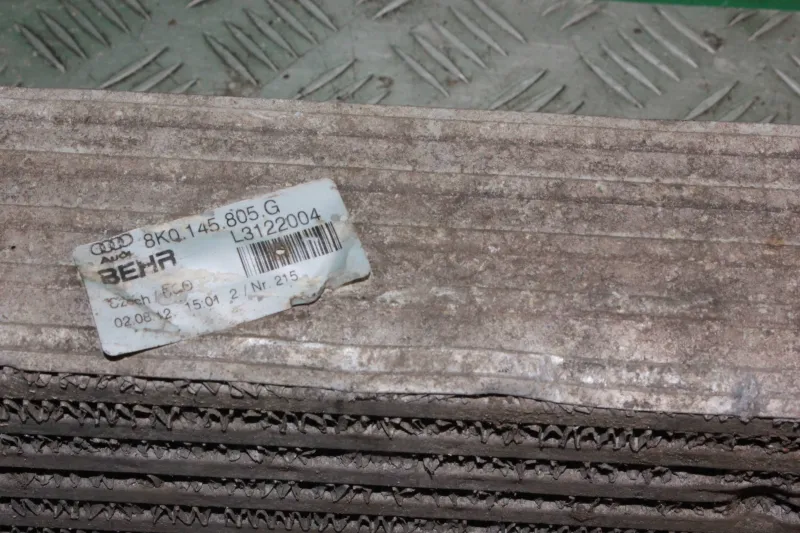 8K0.145.805.G
L3122004
Audi
BEHR
Czech /
02.08.12 15:01 2 / Nr. 215